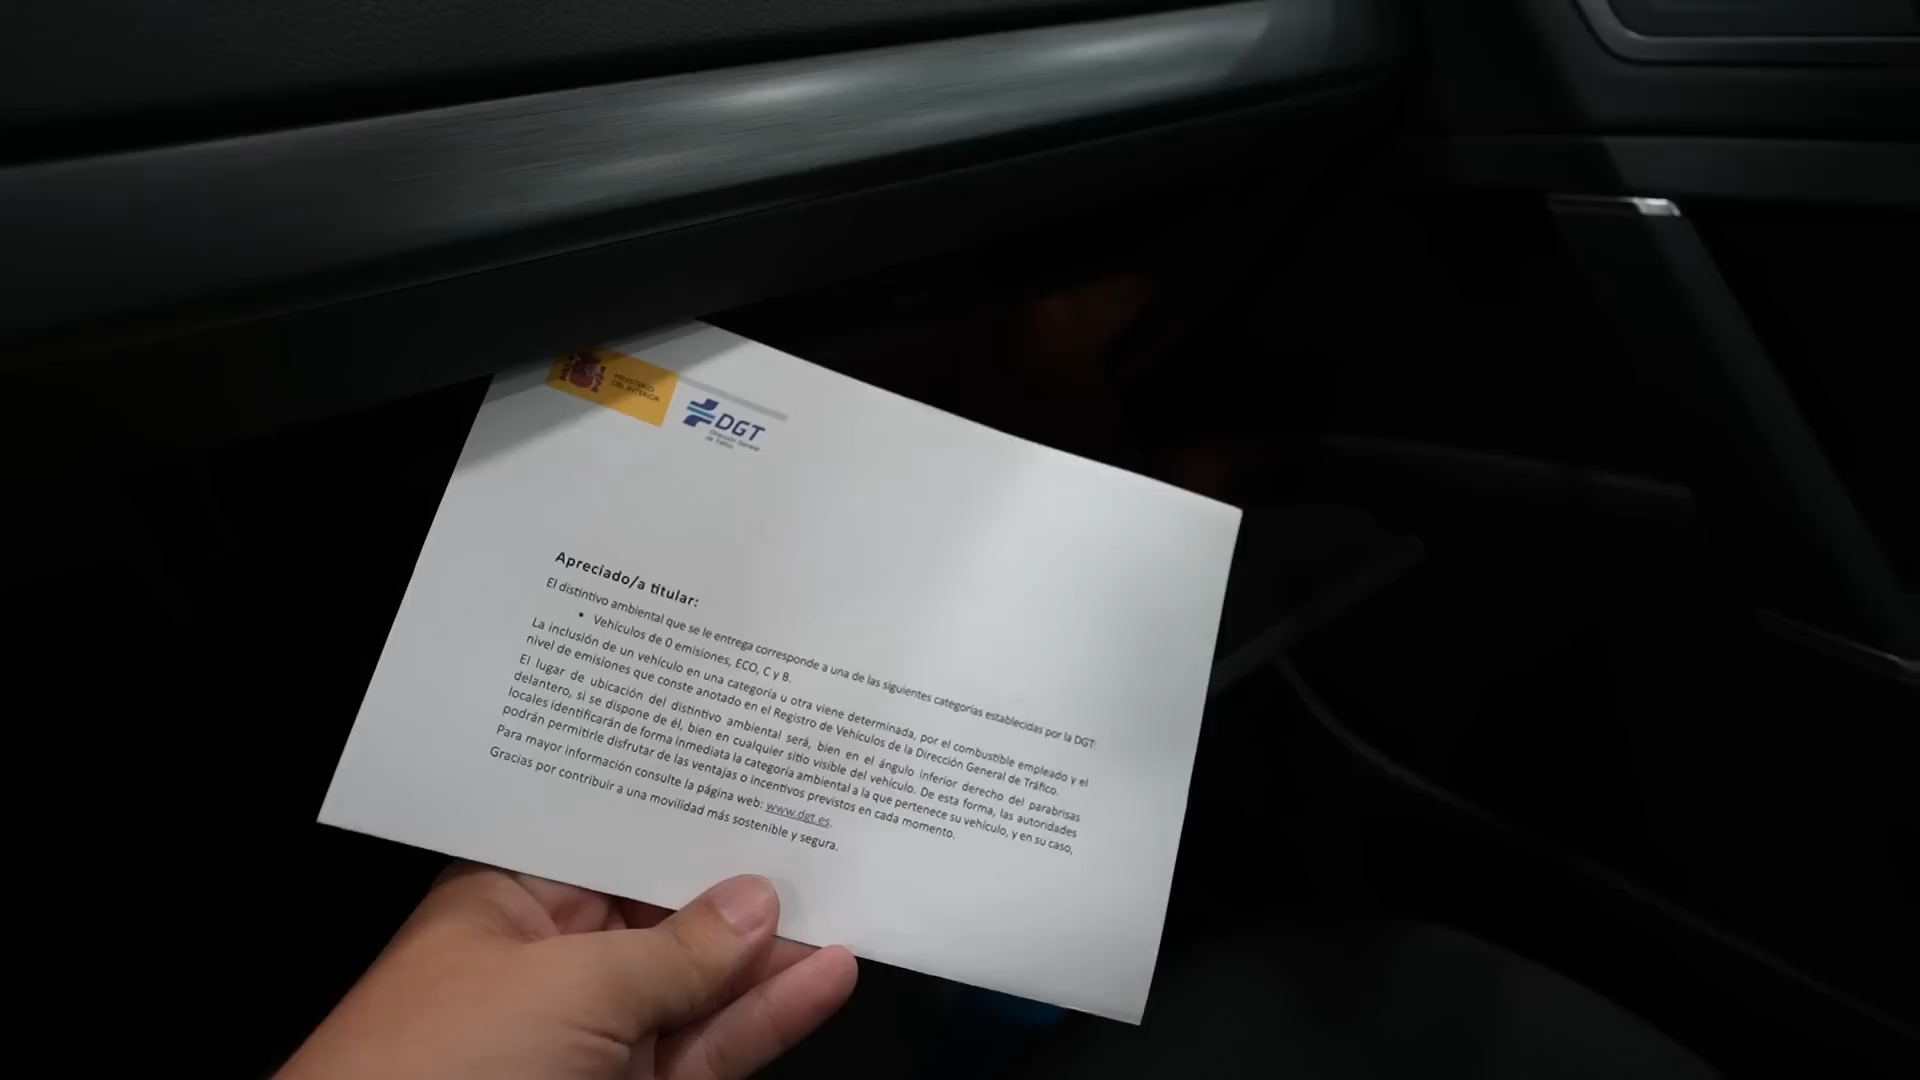 MINISTERIO
DEL INTERIOR
DGT
Dirección General
de Tráfico
Apreciado/a titular:
El distintivo ambiental que se le entrega corresponde a una de las siguientes categorías establecidas por la DGT:
• Vehículos de 0 emisiones, ECO, C y B.
La inclusión de un vehículo en una categoría u otra viene determinada, por el combustible empleado y el
nivel de emisiones que conste anotado en el Registro de Vehículos de la Dirección General de Tráfico.
El lugar de ubicación del distintivo ambiental será, bien en el ángulo inferior derecho del parabrisas
delantero, si se dispone de él, bien en cualquier sitio visible del vehículo. De esta forma, las autoridades
locales identificarán de forma inmediata la categoría ambiental a la que pertenece su vehículo, y en su caso,
podrán permitirle disfrutar de las ventajas o incentivos previstos en cada momento.
Para mayor información consulte la página web: www.dgt.es.
Gracias por contribuir a una movilidad más sostenible y segura.